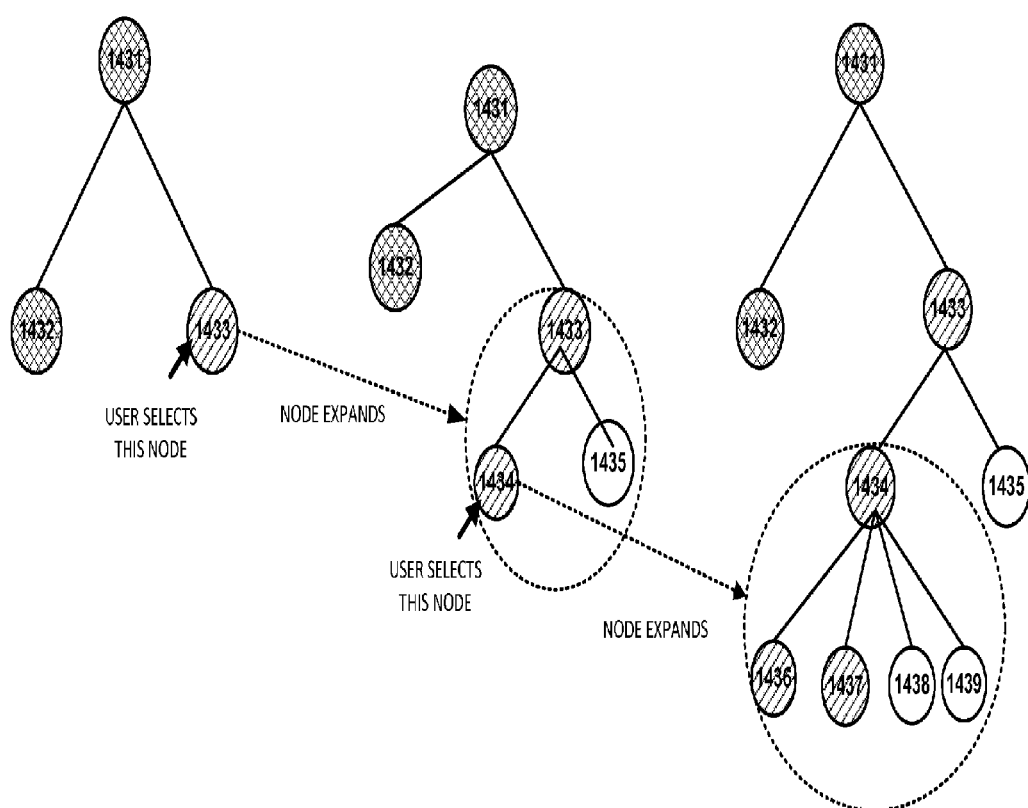 1431
1432
1433
USER SELECTS
THIS NODE
NODE EXPANDS
1431
1432
1433
1434
1435
USER SELECTS
THIS NODE
NODE EXPANDS
1431
1432
1433
1434
1435
1436
1437
1438
1439